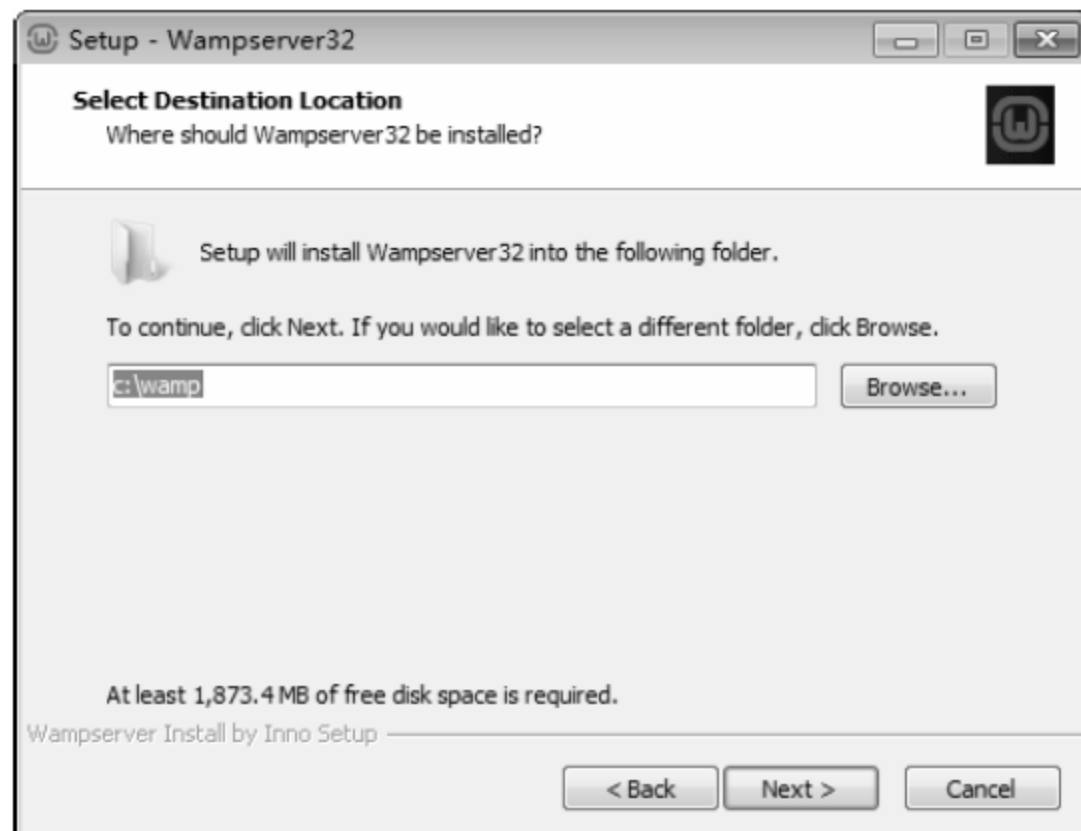 Setup - Wampserver32
Select Destination Location
Where should Wampserver32 be installed?
Setup will install Wampserver32 into the following folder.
To continue, click Next. If you would like to select a different folder, click Browse.
c:\wamp
Browse...
At least 1,873.4 MB of free disk space is required.
Wampserver Install by Inno Setup
< Back
Next >
Cancel